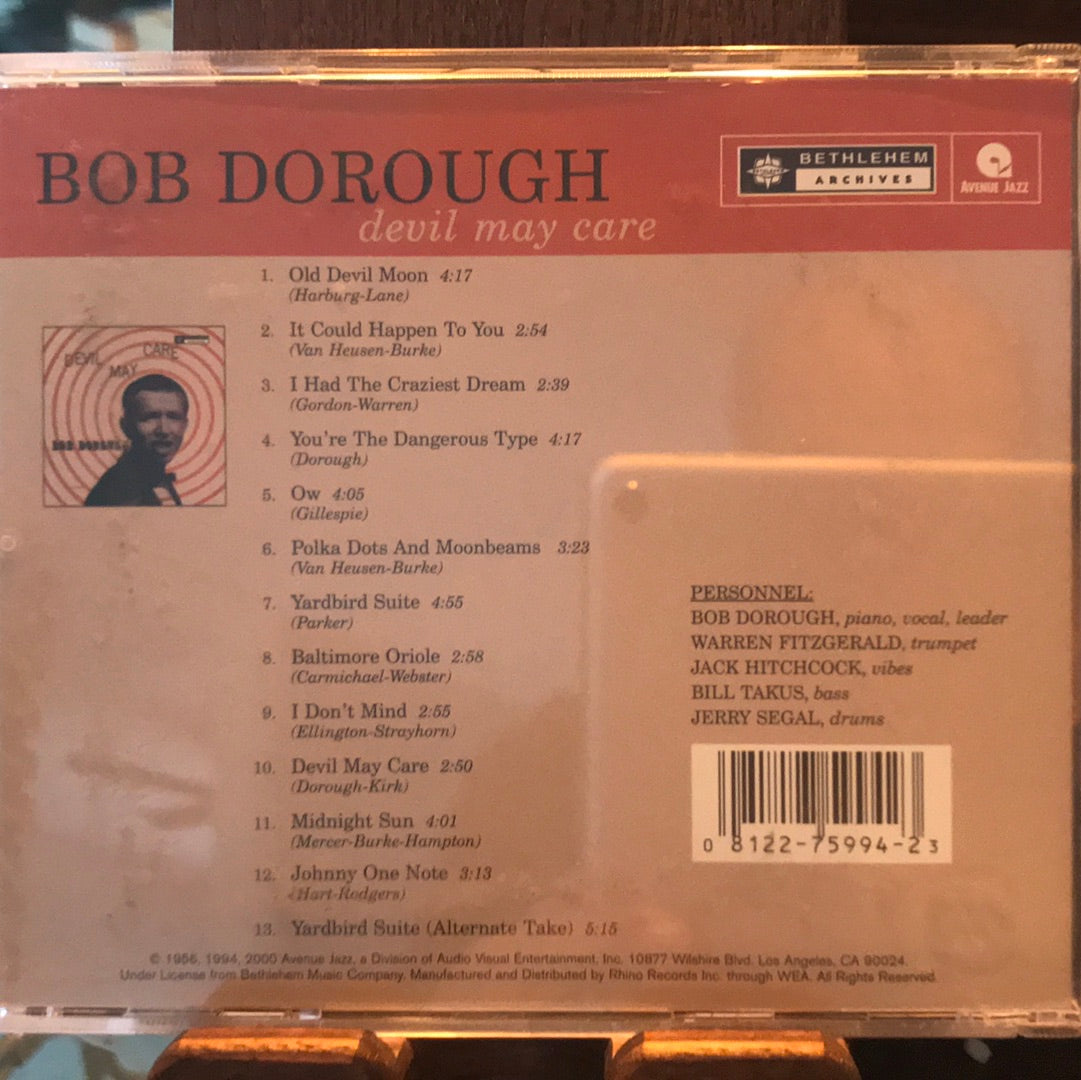 BOB DOROUGH
devil may care
BETHLEHEM
ARCHIVES
AVENUE JAZZ
1. Old Devil Moon 4:17
(Harburg-Lane)
2. It Could Happen To You 2:54
(Van Heusen-Burke)
3. I Had The Craziest Dream 2:39
(Gordon-Warren)
4. You're The Dangerous Type 4:17
(Dorough)
5. Ow 4:05
(Gillespie)
6. Polka Dots And Moonbeams 3:23
(Van Heusen-Burke)
7. Yardbird Suite 4:55
(Parker)
8. Baltimore Oriole 2:58
(Carmichael-Webster)
9. I Don't Mind 2:55
(Ellington-Strayhorn)
10. Devil May Care 2:50
(Dorough-Kirk)
11. Midnight Sun 4:01
(Mercer-Burke-Hampton)
12. Johnny One Note 3:13
(Hart-Rodgers)
13. Yardbird Suite (Alternate Take) 5:15
DEVIL MAY CARE
BOB DOROUGH
PERSONNEL:
BOB DOROUGH, piano, vocal, leader
WARREN FITZGERALD, trumpet
JACK HITCHCOCK, vibes
BILL TAKUS, bass
JERRY SEGAL, drums
0 8122-75994-2 3
© 1956, 1994, 2000 Avenue Jazz, a Division of Audio Visual Entertainment, Inc. 10877 Wilshire Blvd. Los Angeles, CA 90024.
Under License from Bethlehem Music Company. Manufactured and Distributed by Rhino Records Inc. through WEA. All Rights Reserved.